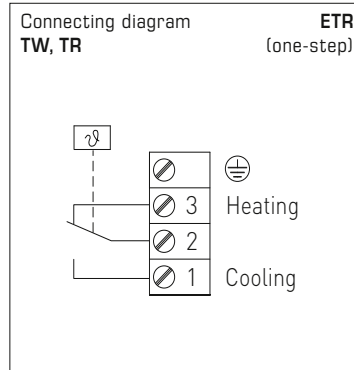 Connecting diagram ETR
TW, TR (one-step)
ϑ
3 Heating
2
1 Cooling